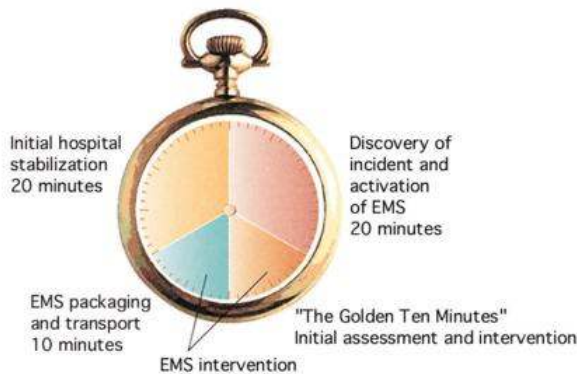 Initial hospital
stabilization
20 minutes
Discovery of
incident and
activation
of EMS
20 minutes
EMS packaging
and transport
10 minutes
"The Golden Ten Minutes"
Initial assessment and intervention
EMS intervention